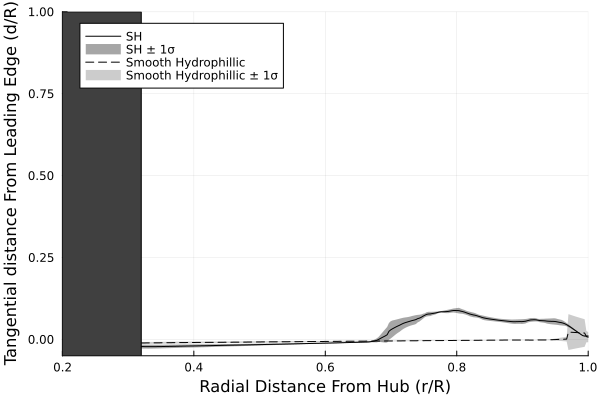 1.00
0.75
0.50
0.25
0.00
Tangential distance From Leading Edge (d/R)
SH
SH ± 1σ
Smooth Hydrophillic
Smooth Hydrophillic ± 1σ
0.2 0.4 0.6 0.8 1.0
Radial Distance From Hub (r/R)